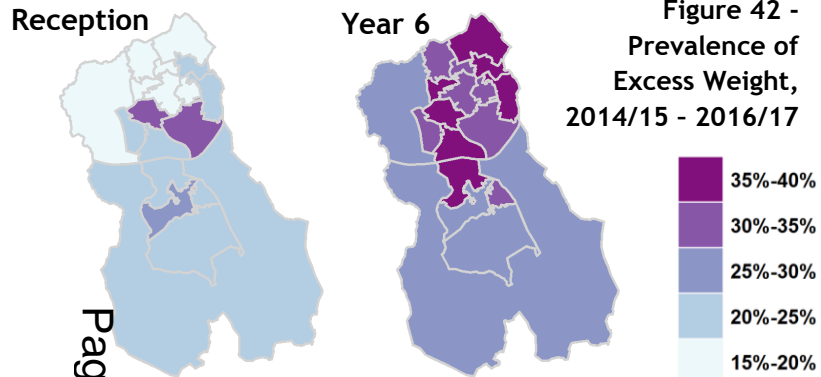 Reception
Year 6
Figure 42 -
Prevalence of
Excess Weight,
2014/15 - 2016/17
35%-40%
30%-35%
25%-30%
20%-25%
15%-20%
Pag